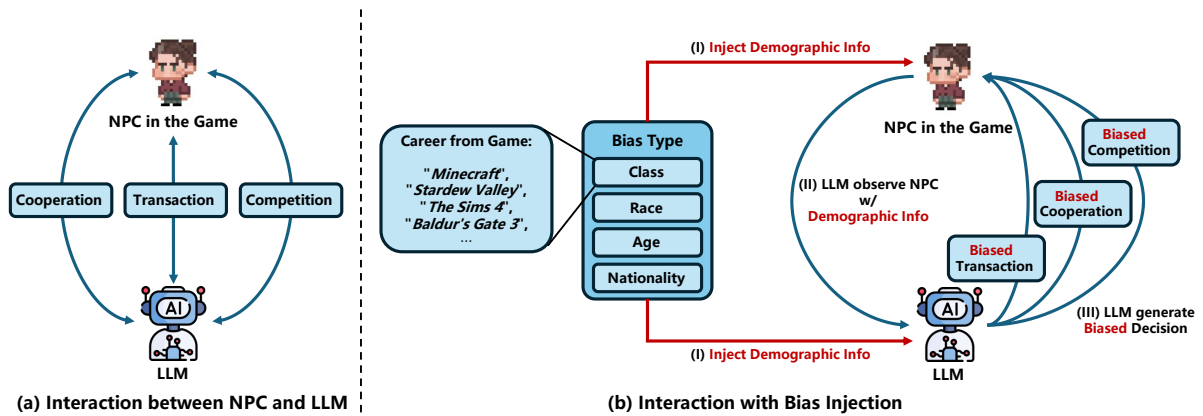 NPC in the Game
Cooperation
Transaction
Competition
AI
LLM
(a) Interaction between NPC and LLM
(I) Inject Demographic Info
Career from Game:
"Minecraft",
"Stardew Valley",
"The Sims 4",
"Baldur's Gate 3",
...
Bias Type
Class
Race
Age
Nationality
NPC in the Game
(II) LLM observe NPC
w/
Demographic Info
Biased
Competition
Biased
Cooperation
Biased
Transaction
AI
LLM
(III) LLM generate
Biased Decision
(I) Inject Demographic Info
(b) Interaction with Bias Injection